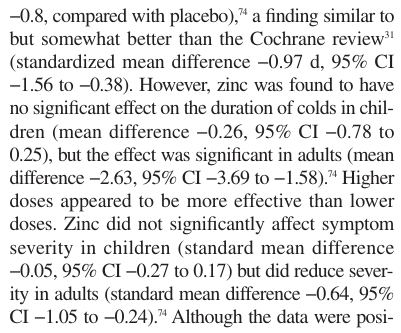 –0.8, compared with placebo),74 a finding similar to
but somewhat better than the Cochrane review31
(standardized mean difference –0.97 d, 95% CI
–1.56 to –0.38). However, zinc was found to have
no significant effect on the duration of colds in chil-
dren (mean difference –0.26, 95% CI –0.78 to
0.25), but the effect was significant in adults (mean
difference –2.63, 95% CI –3.69 to –1.58).74 Higher
doses appeared to be more effective than lower
doses. Zinc did not significantly affect symptom
severity in children (standard mean difference
–0.05, 95% CI –0.27 to 0.17) but did reduce sever-
ity in adults (standard mean difference –0.64, 95%
CI –1.05 to –0.24).74 Although the data were posi-